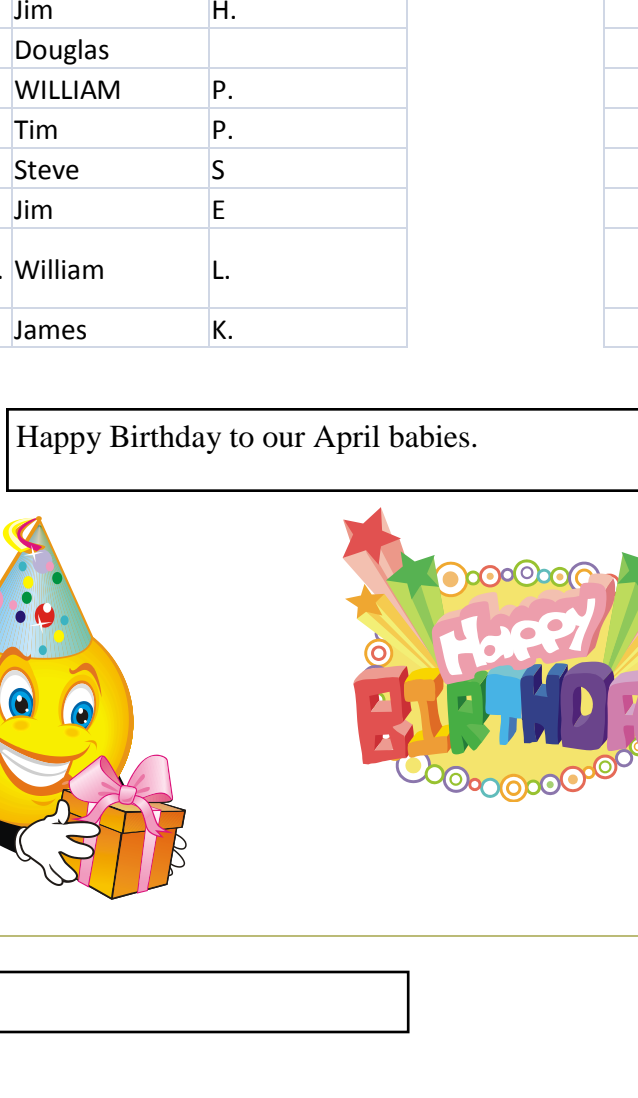 Jim H.
Douglas
WILLIAM P.
Tim P.
Steve S
Jim E
. William L.
James K.
Happy Birthday to our April babies.
Happy
BIRTHDA